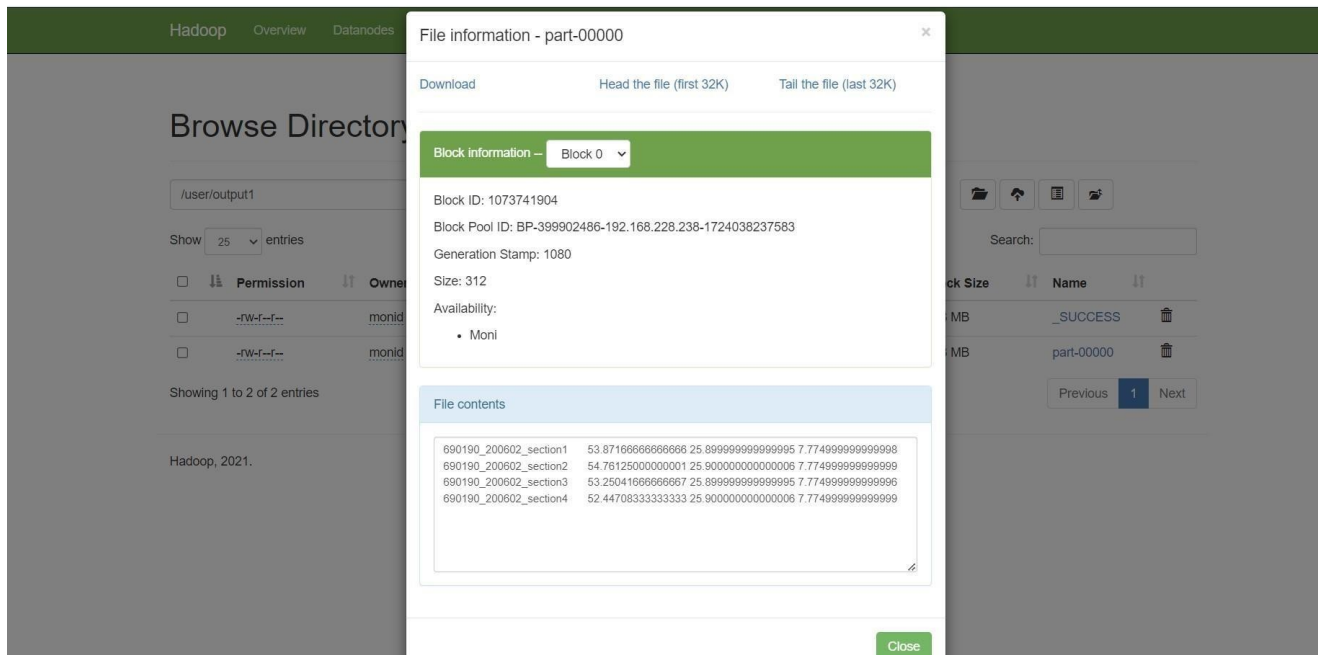 Hadoop Overview Datanodes
File information - part-00000 ×
Download Head the file (first 32K) Tail the file (last 32K)
Browse Directory
Block information -- Block 0
/user/output1
Block ID: 1073741904
Block Pool ID: BP-399902486-192.168.228.238-1724038237583
Show 25 entries Search:
Generation Stamp: 1080
Permission Owner ck Size Name
Size: 312
-rw-r--r-- monid MB _SUCCESS
Availability:
• Moni
-rw-r--r-- monid MB part-00000
Showing 1 to 2 of 2 entries Previous 1 Next
File contents
690190_200602_section1 53.87166666666666 25.899999999999995 7.774999999999998
690190_200602_section2 54.76125000000001 25.900000000000006 7.774999999999999
690190_200602_section3 53.25041666666667 25.899999999999995 7.774999999999996
690190_200602_section4 52.44708333333333 25.900000000000006 7.774999999999999
Hadoop, 2021.
Close